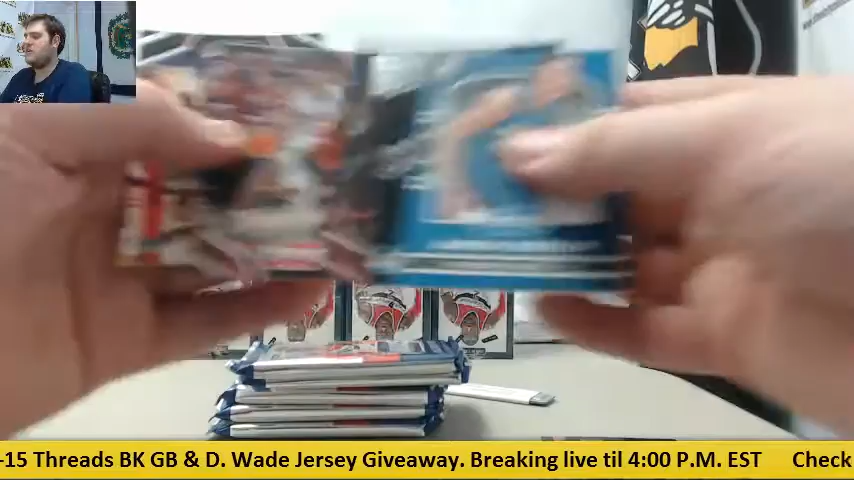 -15 Threads BK GB & D. Wade Jersey Giveaway. Breaking live til 4:00 P.M. EST Check